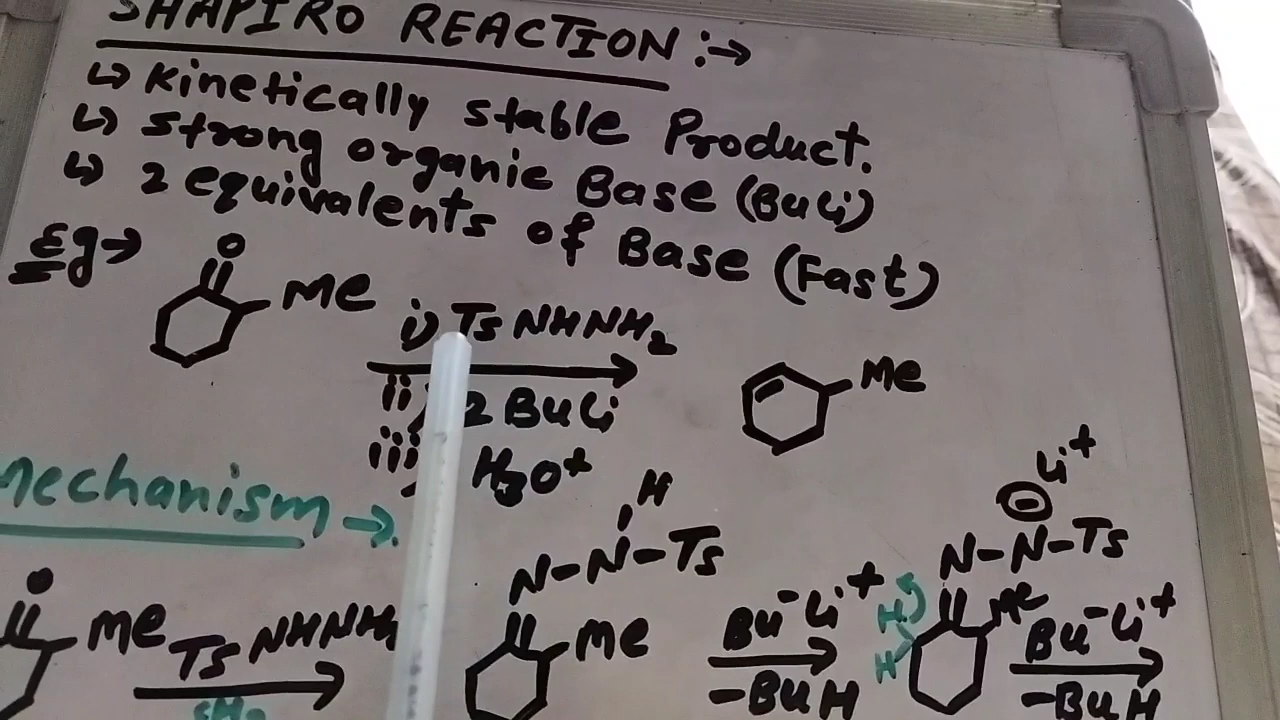 SHAPIRO REACTION :→
↳ Kinetically stable Product.
↳ strong organic Base (BuLi)
↳ 2 equivalents of Base (Fast)
Eg→
O
Me
i) TsNHNH2
ii) 2 BuLi
iii) H3O+
Me
Mechanism →
O
Me
TsNHNH2
H
N-N-Ts
Me
Bu-Li+
-BuH
Li+
⊖
N-N-Ts
Me
H
H
Bu-Li+
-BuH